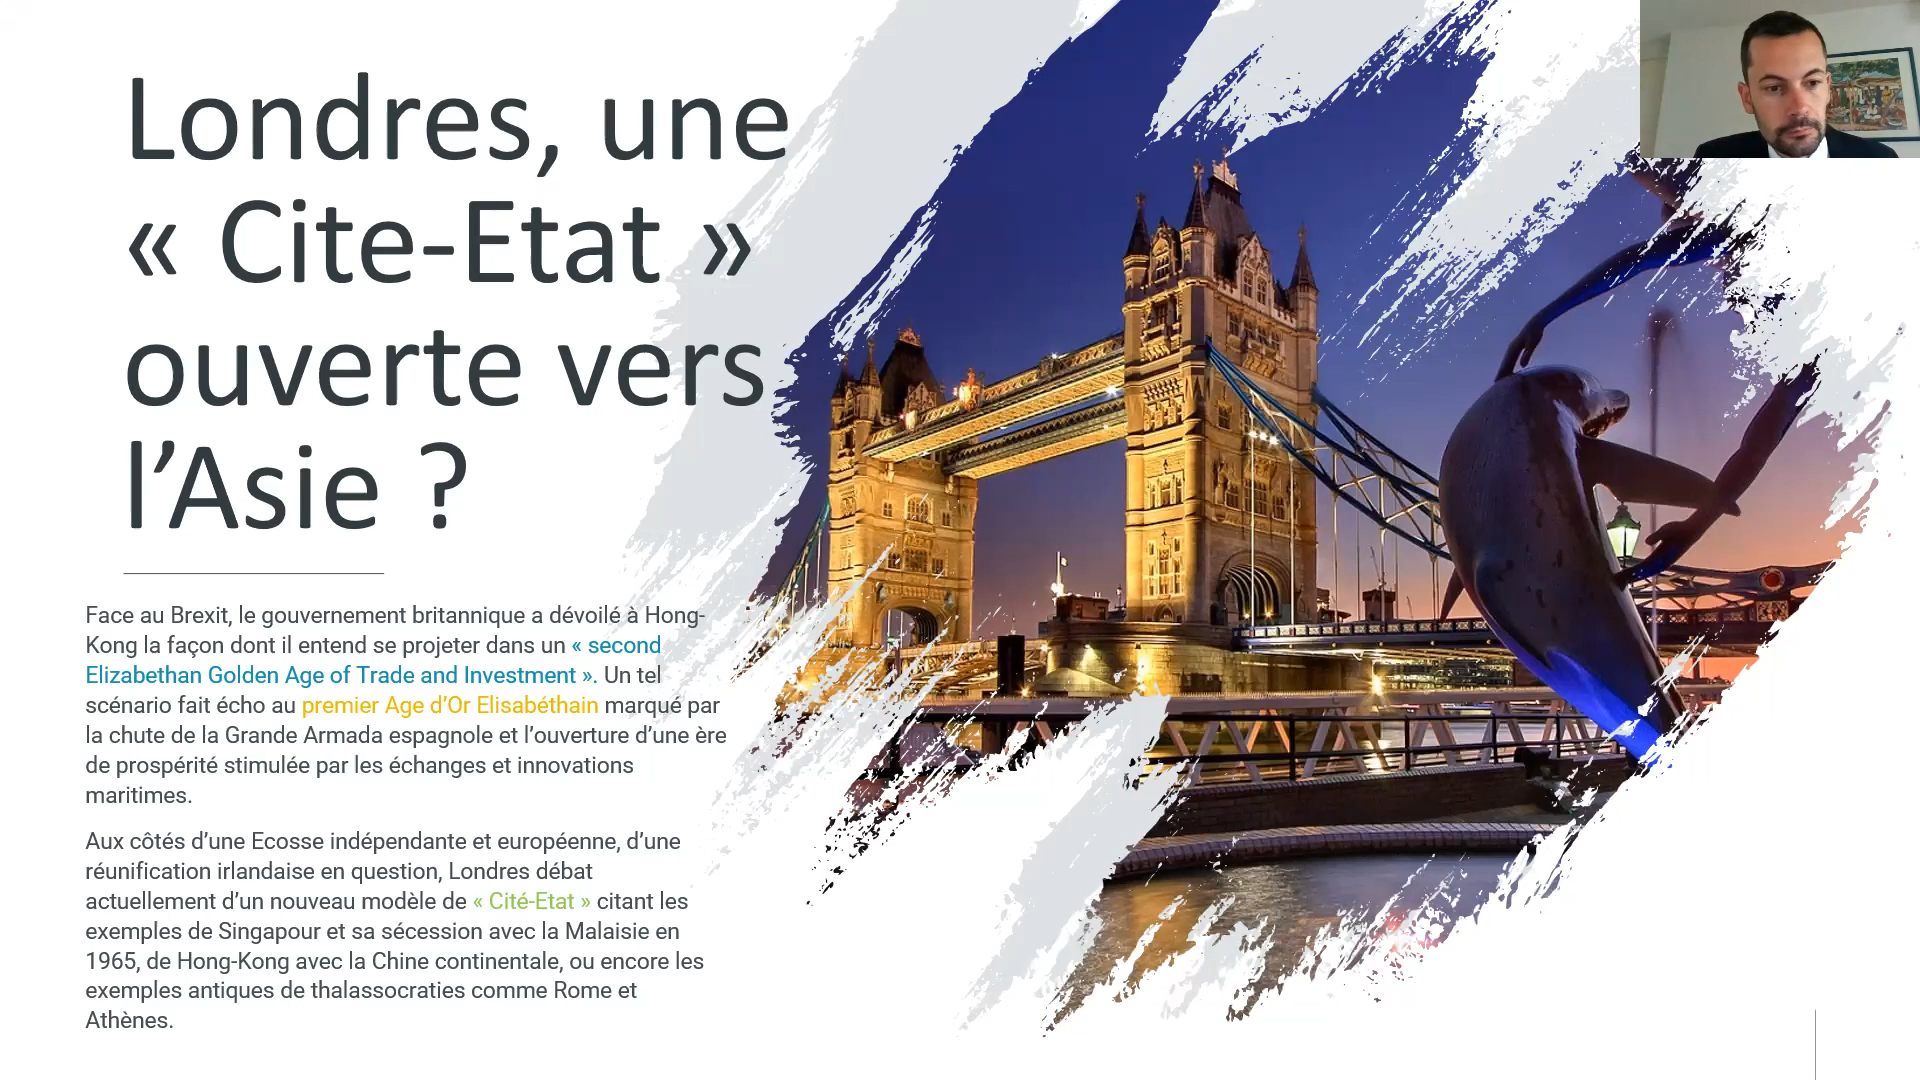 Londres, une
« Cite-Etat »
ouverte vers
l’Asie ?
Face au Brexit, le gouvernement britannique a dévoilé à Hong-
Kong la façon dont il entend se projeter dans un « second
Elizabethan Golden Age of Trade and Investment ». Un tel
scénario fait écho au premier Age d’Or Elisabéthain marqué par
la chute de la Grande Armada espagnole et l’ouverture d’une ère
de prospérité stimulée par les échanges et innovations
maritimes.
Aux côtés d’une Ecosse indépendante et européenne, d’une
réunification irlandaise en question, Londres débat
actuellement d’un nouveau modèle de « Cité-Etat » citant les
exemples de Singapour et sa sécession avec la Malaisie en
1965, de Hong-Kong avec la Chine continentale, ou encore les
exemples antiques de thalassocraties comme Rome et
Athènes.